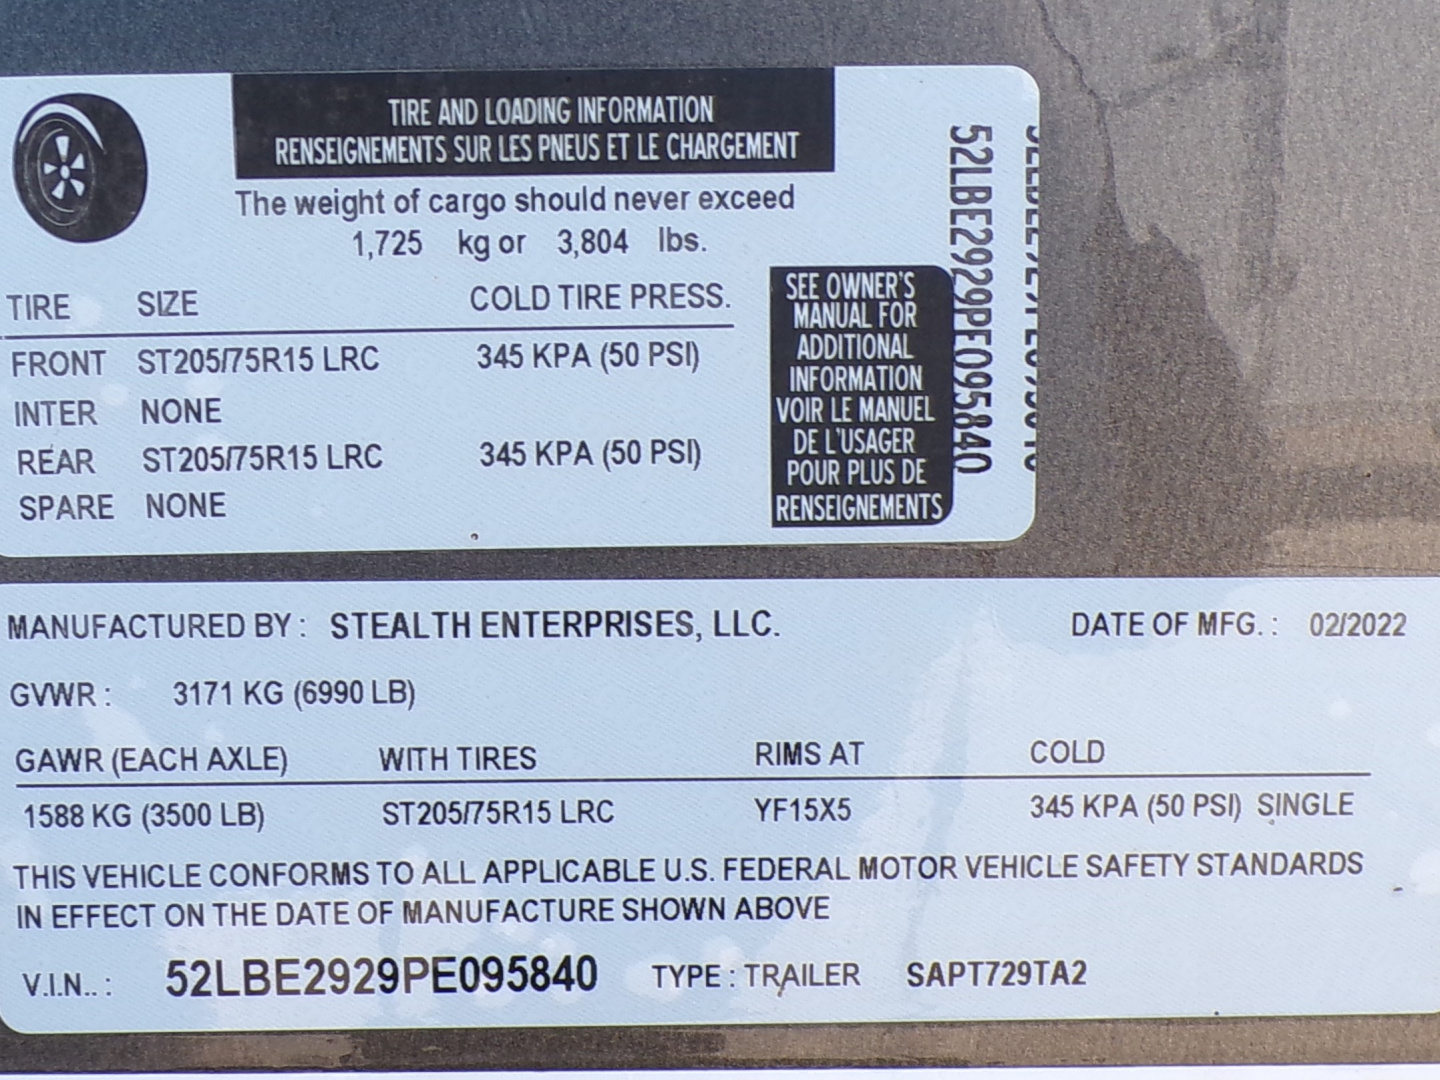 TIRE AND LOADING INFORMATION
RENSEIGNEMENTS SUR LES PNEUS ET LE CHARGEMENT
The weight of cargo should never exceed
1,725 kg or 3,804 lbs.
TIRE SIZE COLD TIRE PRESS.
FRONT ST205/75R15 LRC 345 KPA (50 PSI)
INTER NONE
REAR ST205/75R15 LRC 345 KPA (50 PSI)
SPARE NONE
SEE OWNER'S
MANUAL FOR
ADDITIONAL
INFORMATION
VOIR LE MANUEL
DE L'USAGER
POUR PLUS DE
RENSEIGNEMENTS
52LBE2929PE095840
MANUFACTURED BY : STEALTH ENTERPRISES, LLC. DATE OF MFG. : 02/2022
GVWR : 3171 KG (6990 LB)
GAWR (EACH AXLE) WITH TIRES RIMS AT COLD
1588 KG (3500 LB) ST205/75R15 LRC YF15X5 345 KPA (50 PSI) SINGLE
THIS VEHICLE CONFORMS TO ALL APPLICABLE U.S. FEDERAL MOTOR VEHICLE SAFETY STANDARDS
IN EFFECT ON THE DATE OF MANUFACTURE SHOWN ABOVE
V.I.N.. : 52LBE2929PE095840 TYPE : TRAILER SAPT729TA2